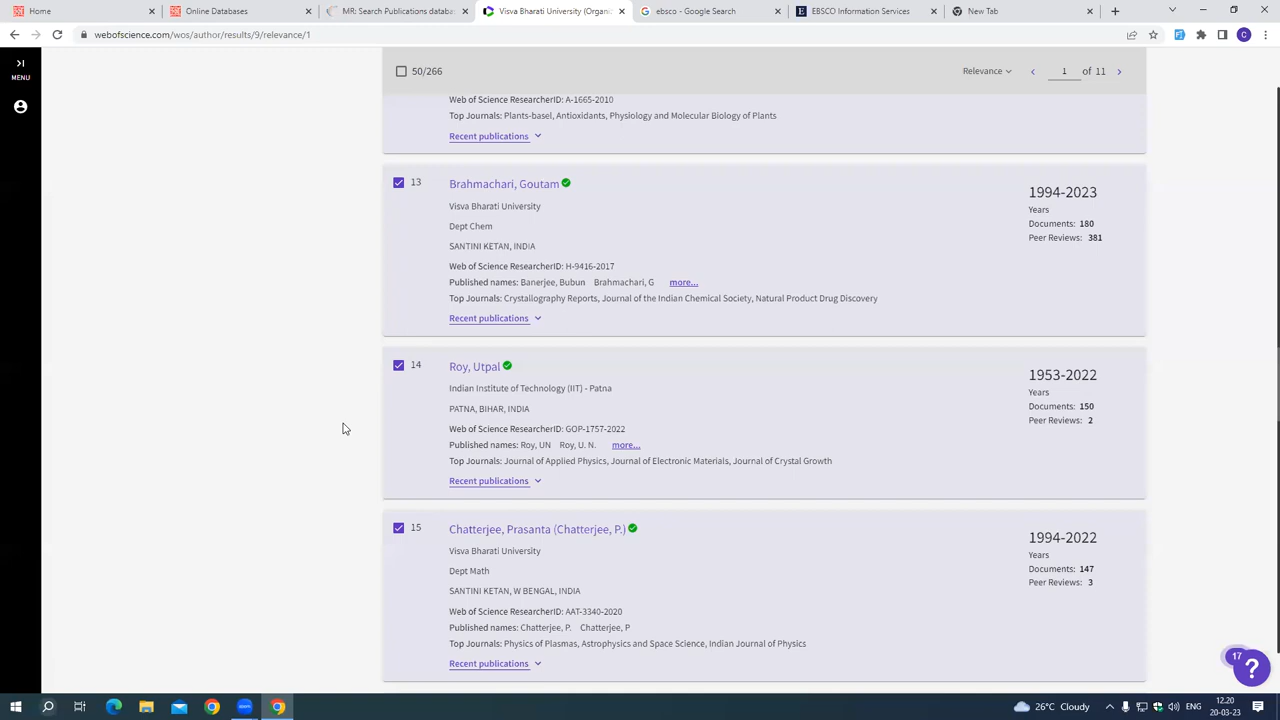 Home
Online Databases
MR: Search Publications databas
Visva Bharati University (Organi
ebsco - Google Search
EBSCO Information Services
New Tab
webofscience.com/wos/author/results/9/relevance/1
C
MENU
50/266
Relevance
1 of 11
Web of Science ResearcherID: A-1665-2010
Top Journals: Plants-basel, Antioxidants, Physiology and Molecular Biology of Plants
Recent publications
13
Brahmachari, Goutam
Visva Bharati University
Dept Chem
SANTINI KETAN, INDIA
Web of Science ResearcherID: H-9416-2017
Published names: Banerjee, Bubun Brahmachari, G more...
Top Journals: Crystallography Reports, Journal of the Indian Chemical Society, Natural Product Drug Discovery
Recent publications
1994-2023
Years
Documents: 180
Peer Reviews: 381
14
Roy, Utpal
Indian Institute of Technology (IIT) - Patna
PATNA, BIHAR, INDIA
Web of Science ResearcherID: GOP-1757-2022
Published names: Roy, UN Roy, U. N. more...
Top Journals: Journal of Applied Physics, Journal of Electronic Materials, Journal of Crystal Growth
Recent publications
1953-2022
Years
Documents: 150
Peer Reviews: 2
15
Chatterjee, Prasanta (Chatterjee, P.)
Visva Bharati University
Dept Math
SANTINI KETAN, W BENGAL, INDIA
Web of Science ResearcherID: AAT-3340-2020
Published names: Chatterjee, P. Chatterjee, P
Top Journals: Physics of Plasmas, Astrophysics and Space Science, Indian Journal of Physics
Recent publications
1994-2022
Years
Documents: 147
Peer Reviews: 3
17
?
26°C Cloudy
ENG
12.20
20-03-23